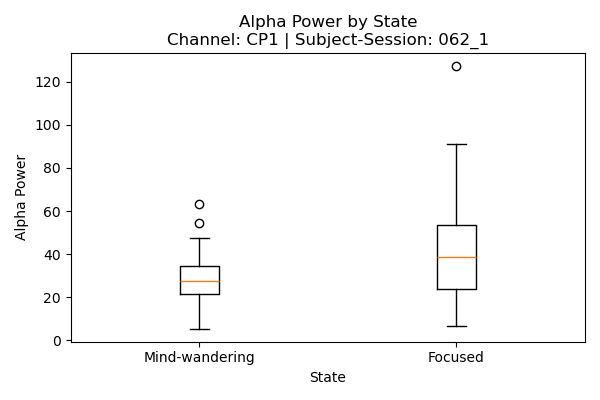 Alpha Power by State
Channel: CP1 | Subject-Session: 062_1
120
100
80
60
40
20
0
Alpha Power
Mind-wandering
Focused
State